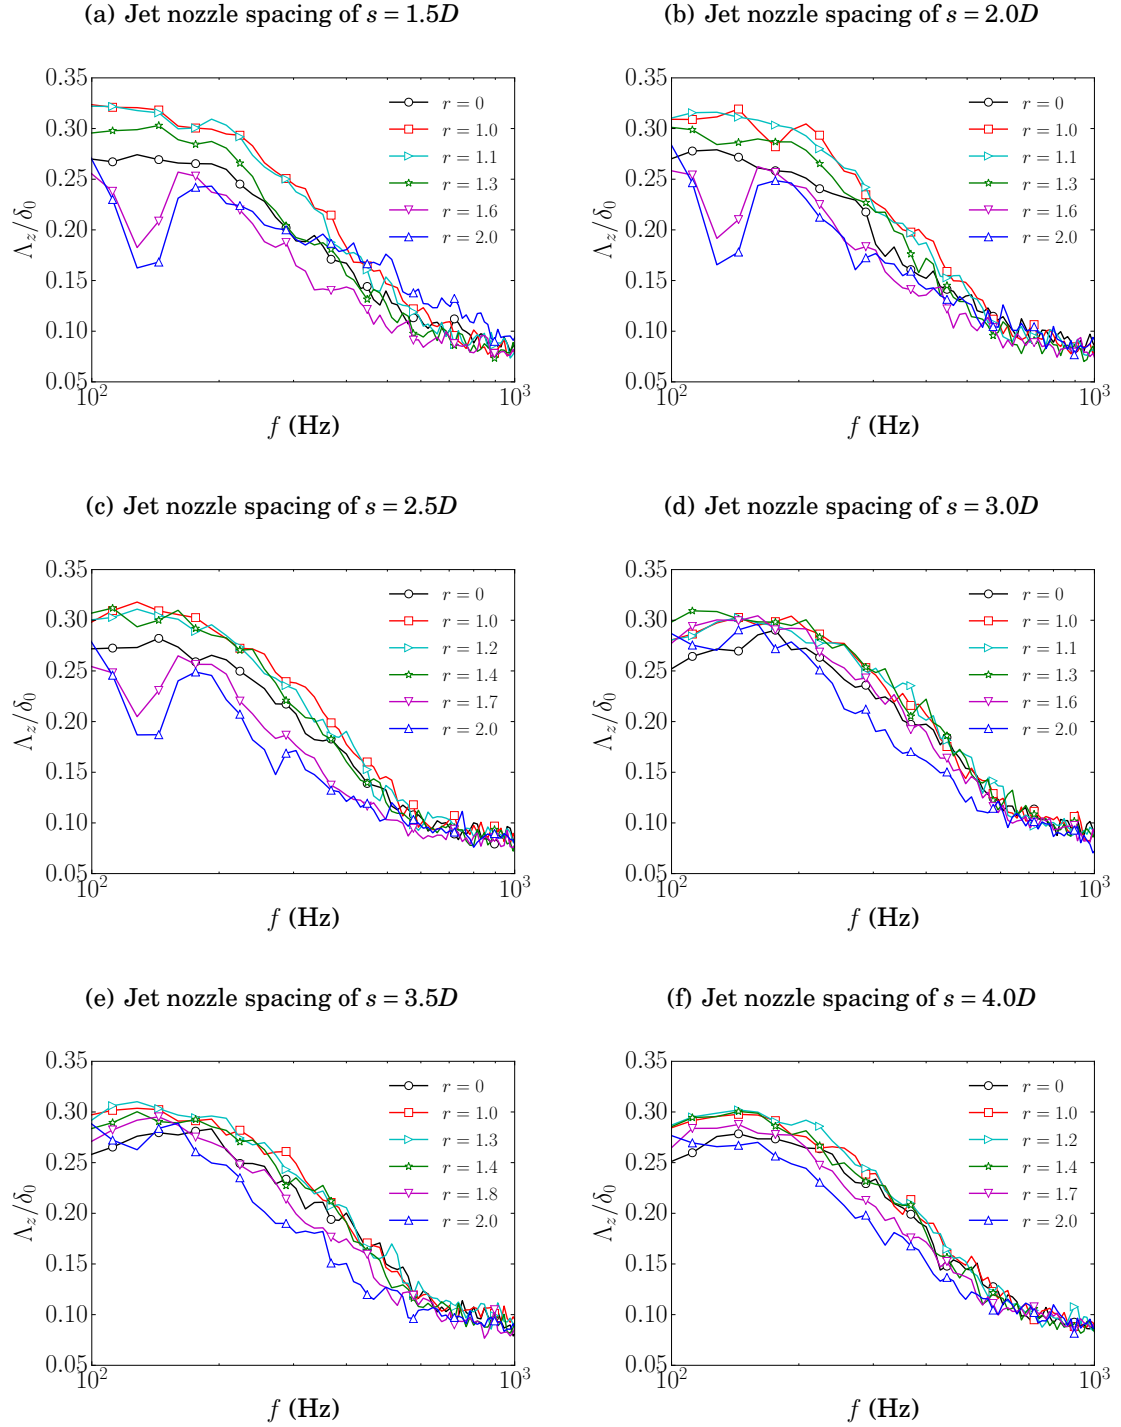 (a) Jet nozzle spacing of s = 1.5D
0.35
0.30
0.25
0.20
0.15
0.10
0.05
Λz/δ0
r = 0
r = 1.0
r = 1.1
r = 1.3
r = 1.6
r = 2.0
10² 10³
f (Hz)
(b) Jet nozzle spacing of s = 2.0D
0.35
0.30
0.25
0.20
0.15
0.10
0.05
Λz/δ0
r = 0
r = 1.0
r = 1.1
r = 1.3
r = 1.6
r = 2.0
10² 10³
f (Hz)
(c) Jet nozzle spacing of s = 2.5D
0.35
0.30
0.25
0.20
0.15
0.10
0.05
Λz/δ0
r = 0
r = 1.0
r = 1.2
r = 1.4
r = 1.7
r = 2.0
10² 10³
f (Hz)
(d) Jet nozzle spacing of s = 3.0D
0.35
0.30
0.25
0.20
0.15
0.10
0.05
Λz/δ0
r = 0
r = 1.0
r = 1.1
r = 1.3
r = 1.6
r = 2.0
10² 10³
f (Hz)
(e) Jet nozzle spacing of s = 3.5D
0.35
0.30
0.25
0.20
0.15
0.10
0.05
Λz/δ0
r = 0
r = 1.0
r = 1.3
r = 1.4
r = 1.8
r = 2.0
10² 10³
f (Hz)
(f) Jet nozzle spacing of s = 4.0D
0.35
0.30
0.25
0.20
0.15
0.10
0.05
Λz/δ0
r = 0
r = 1.0
r = 1.2
r = 1.4
r = 1.7
r = 2.0
10² 10³
f (Hz)